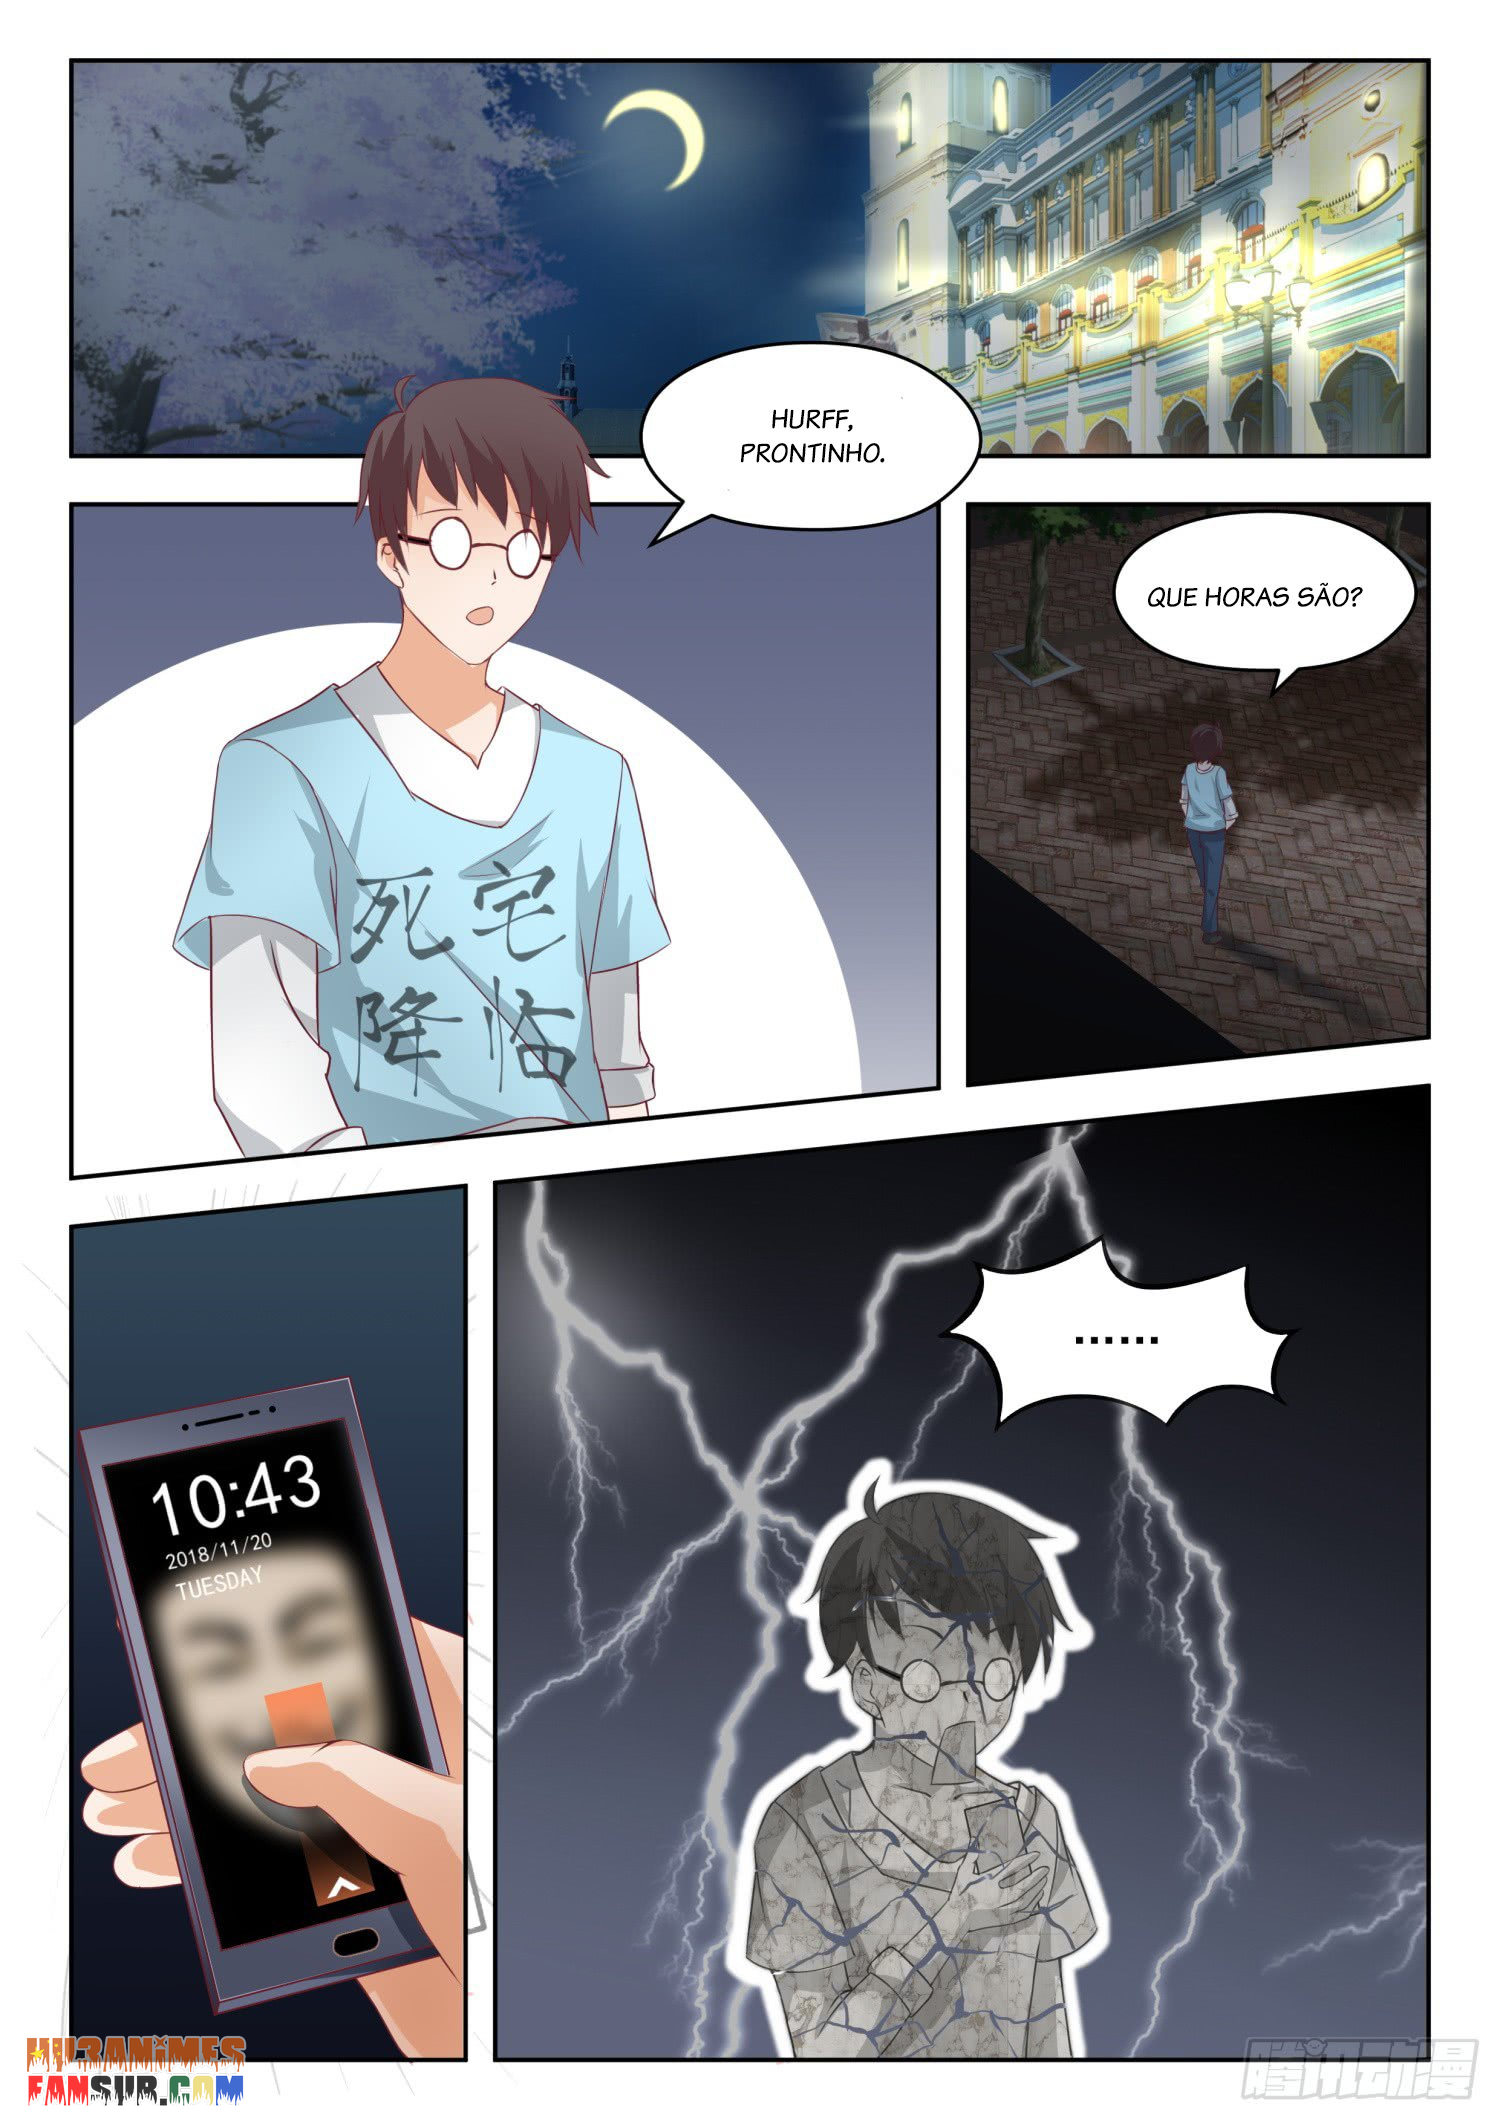 HURFF,
PRONTINHO.
QUE HORAS SÃO?
死宅
降临
......
10:43
2018/11/20
TUESDAY
HU3ANiMES
FANSUB.COM
腾讯动漫